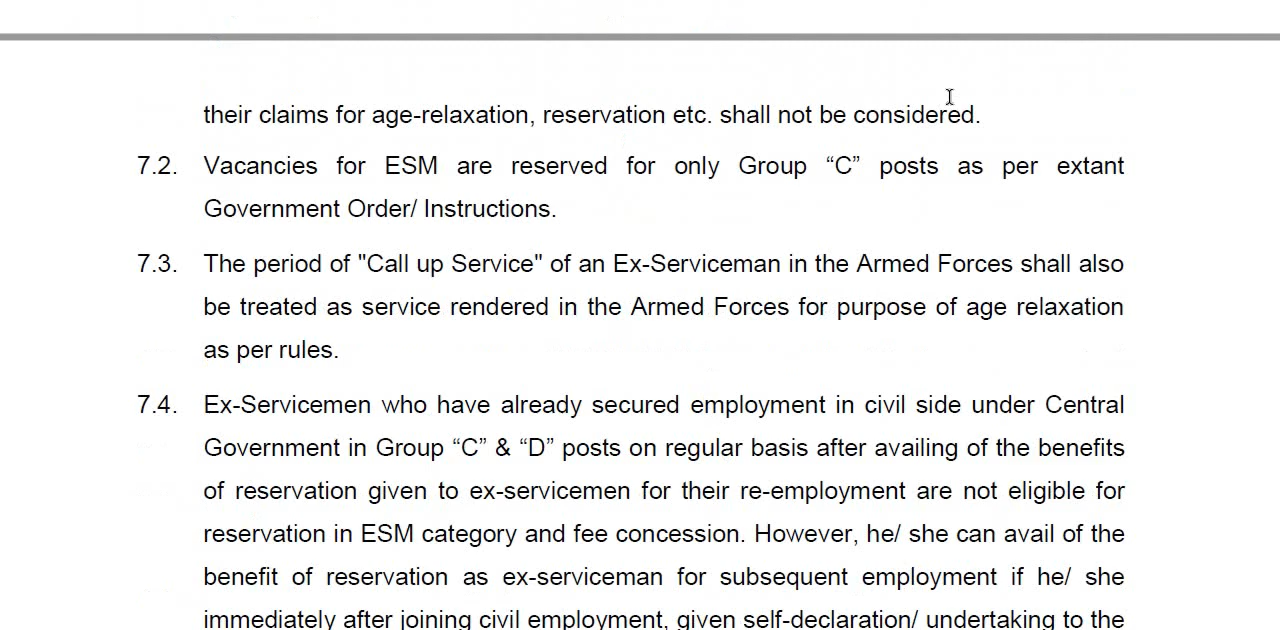 their claims for age-relaxation, reservation etc. shall not be considered.
7.2. Vacancies for ESM are reserved for only Group “C” posts as per extant
Government Order/ Instructions.
7.3. The period of "Call up Service" of an Ex-Serviceman in the Armed Forces shall also
be treated as service rendered in the Armed Forces for purpose of age relaxation
as per rules.
7.4. Ex-Servicemen who have already secured employment in civil side under Central
Government in Group “C” & “D” posts on regular basis after availing of the benefits
of reservation given to ex-servicemen for their re-employment are not eligible for
reservation in ESM category and fee concession. However, he/ she can avail of the
benefit of reservation as ex-serviceman for subsequent employment if he/ she
immediately after joining civil employment, given self-declaration/ undertaking to the